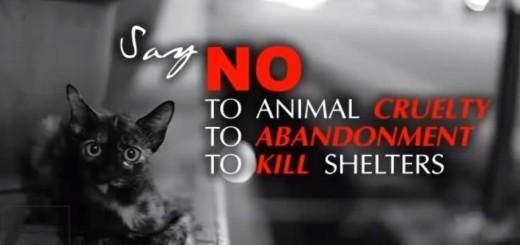 Say NO
TO ANIMAL CRUELTY
TO ABANDONMENT
TO KILL SHELTERS